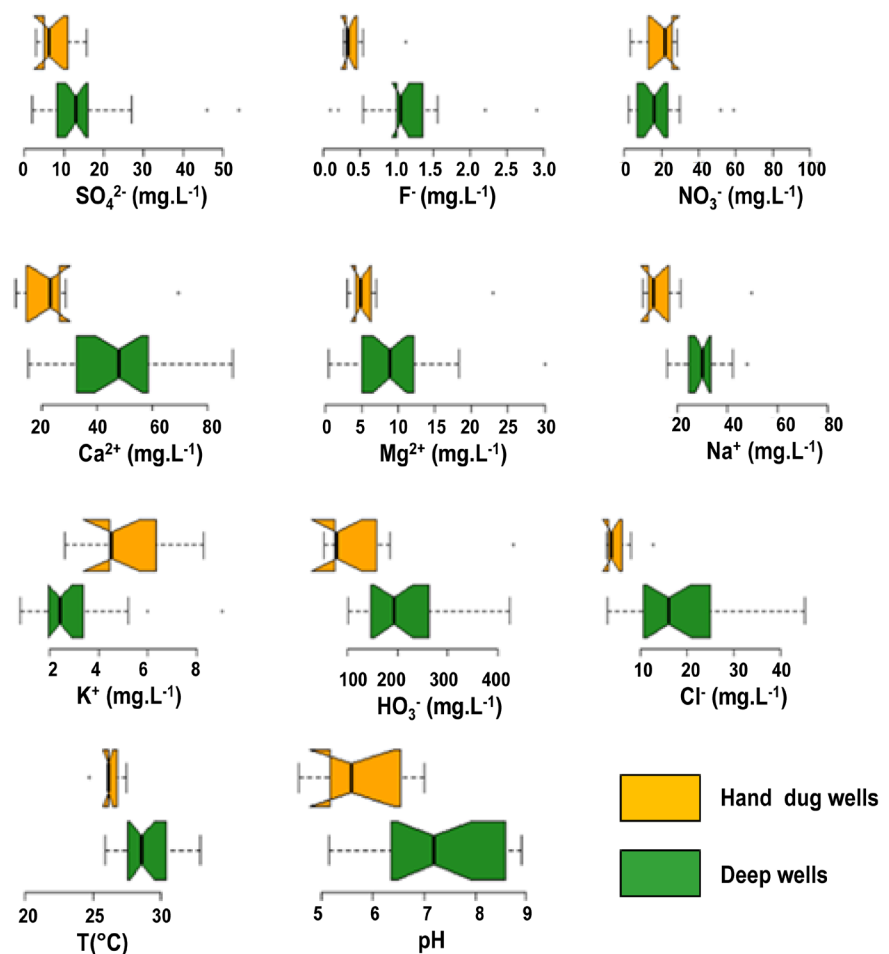 0 10 20 30 40 50
SO₄²⁻ (mg.L⁻¹)
0.0 0.5 1.0 1.5 2.0 2.5 3.0
F⁻ (mg.L⁻¹)
0 20 40 60 80 100
NO₃⁻ (mg.L⁻¹)
20 40 60 80
Ca²⁺ (mg.L⁻¹)
0 5 10 15 20 25 30
Mg²⁺ (mg.L⁻¹)
20 40 60 80
Na⁺ (mg.L⁻¹)
2 4 6 8
K⁺ (mg.L⁻¹)
100 200 300 400
HO₃⁻ (mg.L⁻¹)
10 20 30 40
Cl⁻ (mg.L⁻¹)
20 25 30
T(°C)
5 6 7 8 9
pH
Hand dug wells
Deep wells